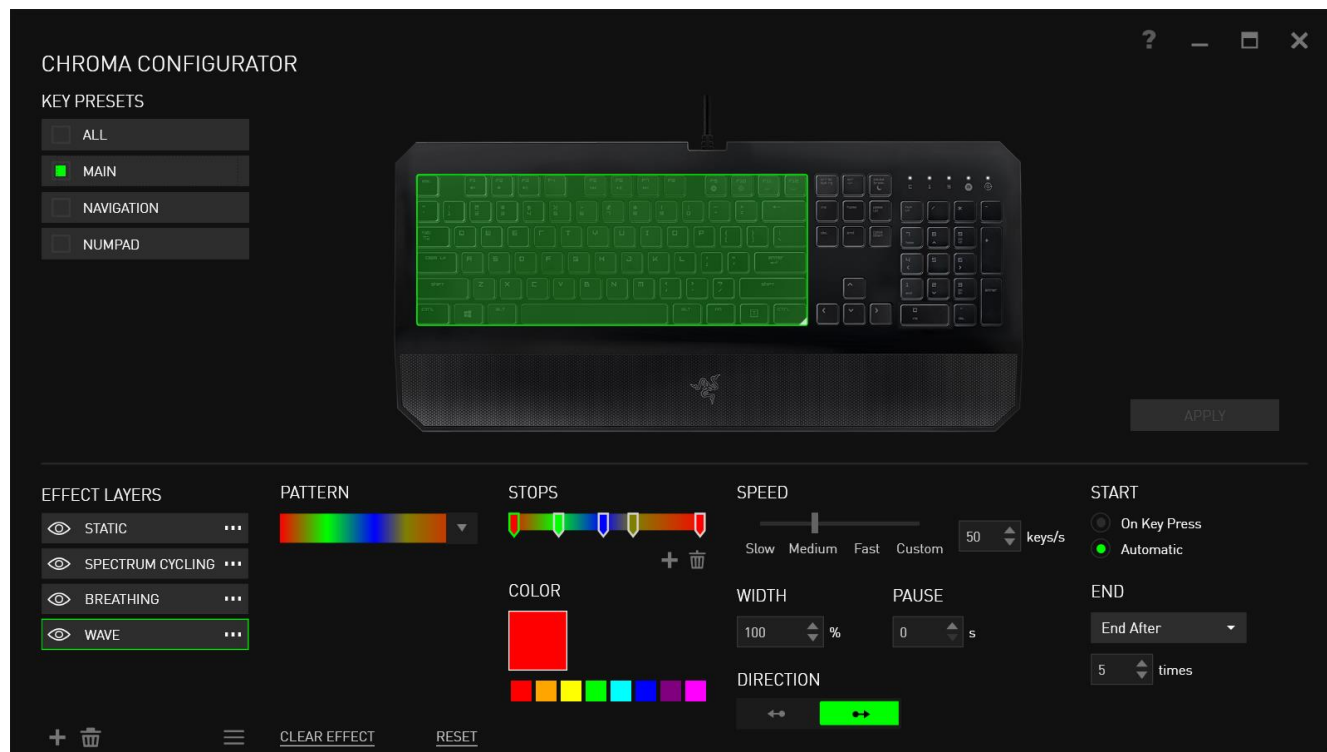 ?
CHROMA CONFIGURATOR
KEY PRESETS
ALL
MAIN
NAVIGATION
NUMPAD
APPLY
EFFECT LAYERS
STATIC
SPECTRUM CYCLING
BREATHING
WAVE
PATTERN
CLEAR EFFECT RESET
STOPS
COLOR
SPEED
Slow Medium Fast Custom 50 keys/s
WIDTH
100 %
PAUSE
0 s
DIRECTION
START
On Key Press
Automatic
END
End After
5 times